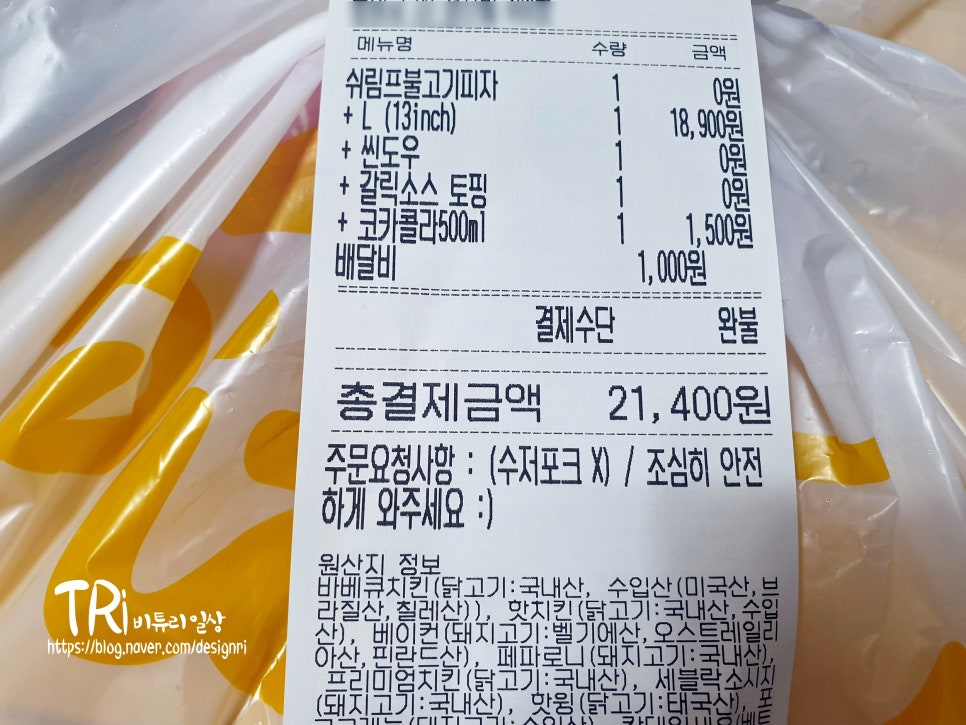 메뉴명 수량 금액
쉬림프불고기피자 1 0원
+ L (13inch) 1 18,900원
+ 씬도우 1 0원
+ 갈릭소스 토핑 1 0원
+ 코카콜라500ml 1 1,500원
배달비 1,000원
결제수단 완불
총결제금액 21,400원
주문요청사항 : (수저포크 X) / 조심히 안전
하게 와주세요 :)
원산지 정보
바베큐치킨(닭고기:국내산, 수입산(미국산,브
라질산,칠레산)), 핫치킨(닭고기:국내산,수입
산), 베이컨(돼지고기:벨기에산,오스트레일리
아산,핀란드산), 페파로니(돼지고기:국내산),
프리미엄치킨(닭고기:국내산), 세블락소시지
(돼지고기:국내산), 핫윙(닭고기:태국산), 포
TRi 비튜리일상
https://blog.naver.com/designri